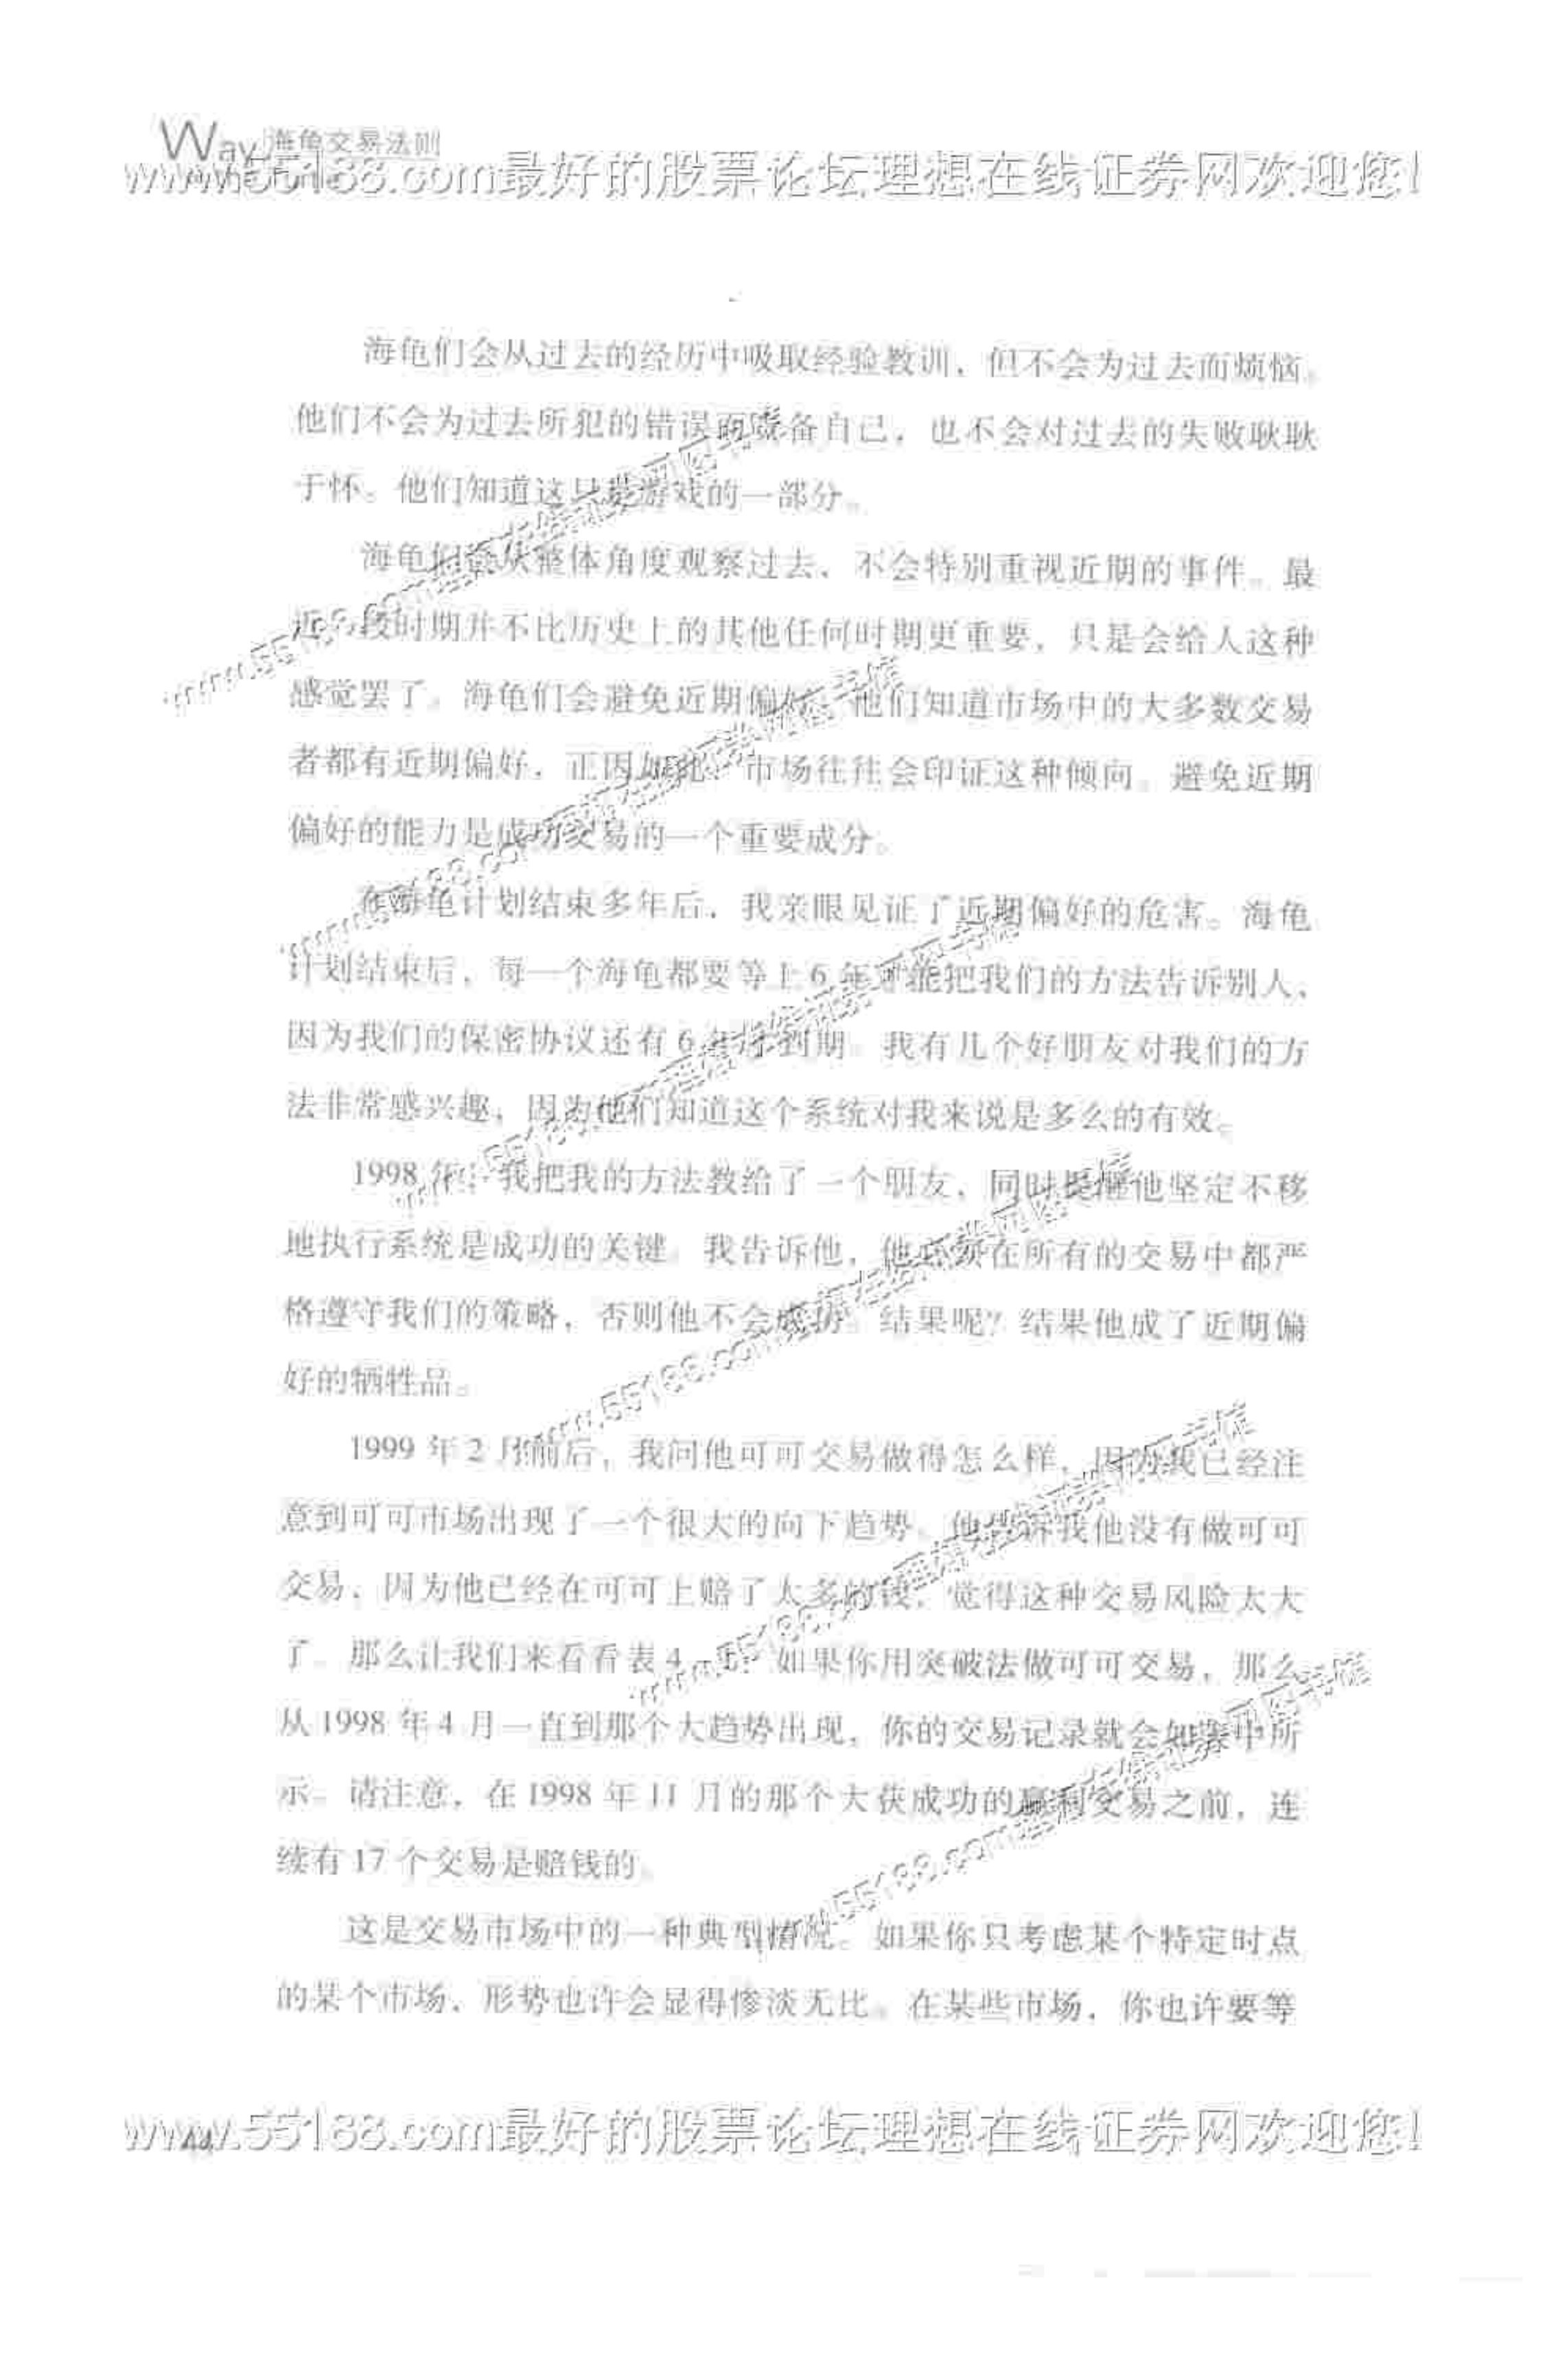 Way 海龟交易法则
www.55188.com最好的股票论坛理想在线证券网欢迎您!
海龟们会从过去的经历中吸取经验教训，但不会为过去而烦恼。
他们不会为过去所犯的错误而责备自己，也不会对过去的失败耿耿
于怀。他们知道这只是游戏的一部分。
海龟们会从整体角度观察过去，不会特别重视近期的事件。最
近一段时期并不比历史上的其他任何时期更重要，只是会给人这种
感觉罢了。海龟们会避免近期偏好，他们知道市场中的大多数交易
者都有近期偏好，正因如此，市场往往会印证这种倾向。避免近期
偏好的能力是成功交易的一个重要成分。
在海龟计划结束多年后，我亲眼见证了近期偏好的危害。海龟
计划结束后，每一个海龟都要等上6年才能把我们的方法告诉别人，
因为我们的保密协议还有6年才到期。我有几个好朋友对我们的方
法非常感兴趣，因为他们知道这个系统对我来说是多么的有效。
1998年，我把我的方法教给了一个朋友，同时提醒他坚定不移
地执行系统是成功的关键。我告诉他，他必须在所有的交易中都严
格遵守我们的策略，否则他不会成功。结果呢？结果他成了近期偏
好的牺牲品。
1999年2月前后，我问他可可交易做得怎么样，因为我已经注
意到可可市场出现了一个很大的向下趋势。他告诉我他没有做可可
交易，因为他已经在可可上赔了太多的钱，觉得这种交易风险太大
了。那么让我们来看看表4-1。如果你用突破法做可可交易，那么
从1998年4月一直到那个大趋势出现，你的交易记录就会如表中所
示。请注意，在1998年11月的那个大获成功的赢利交易之前，连
续有17个交易是赔钱的。
这是交易市场中的一种典型情况。如果你只考虑某个特定时点
的某个市场，形势也许会显得惨淡无比。在某些市场，你也许要等
www.55188.com最好的股票论坛理想在线证券网欢迎您!